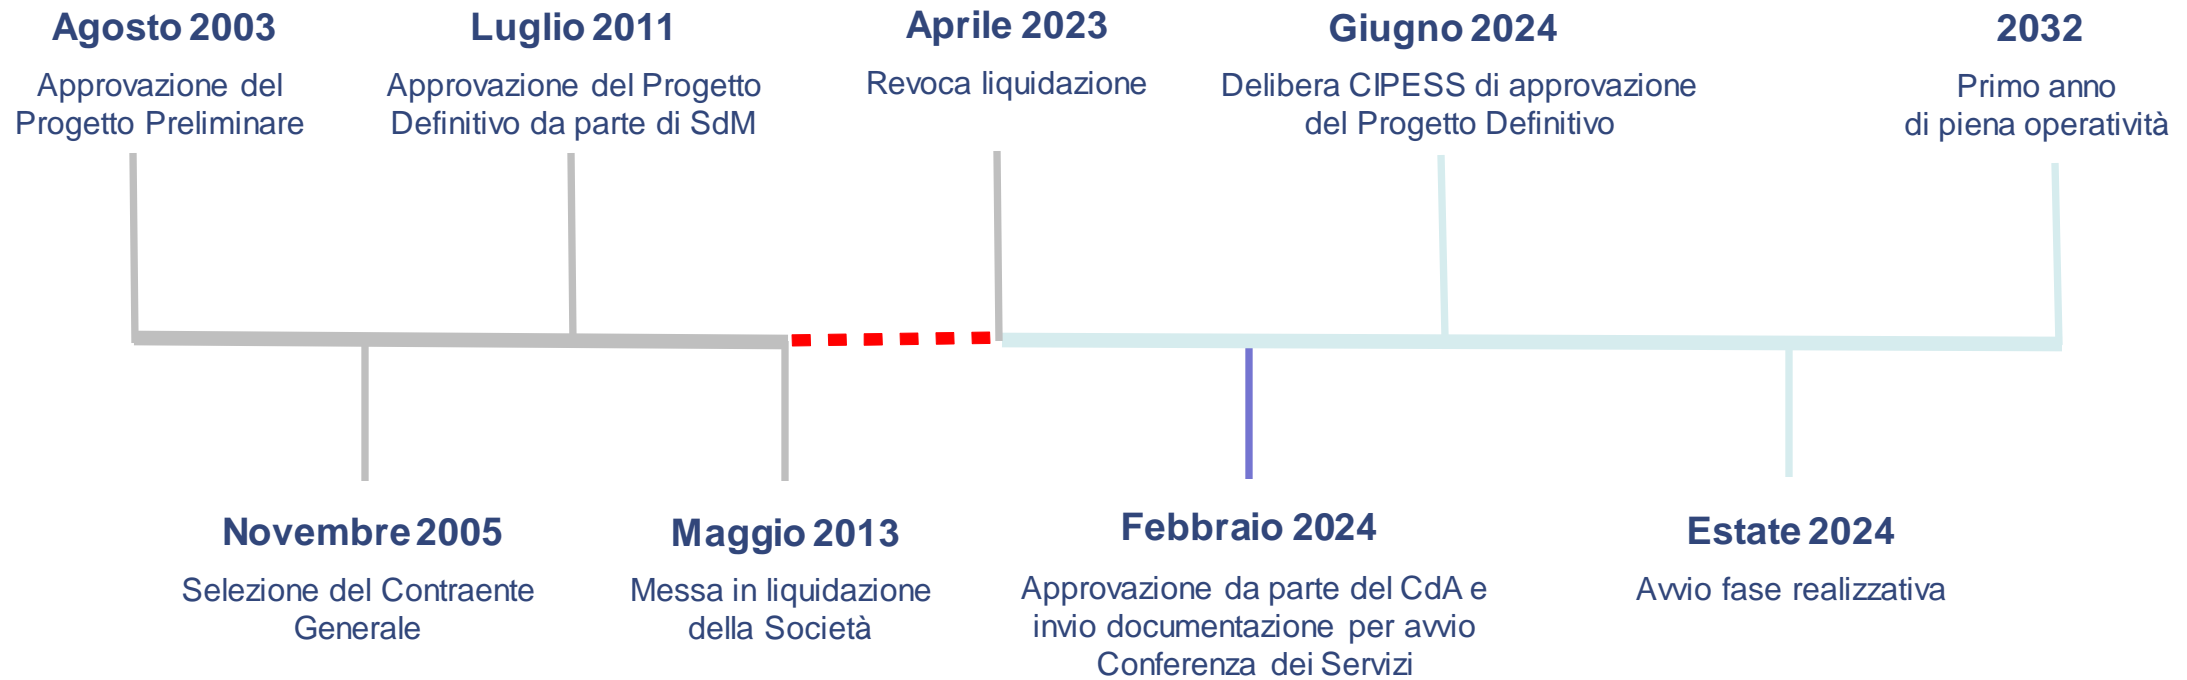 Agosto 2003
Approvazione del
Progetto Preliminare
Luglio 2011
Approvazione del Progetto
Definitivo da parte di SdM
Aprile 2023
Revoca liquidazione
Giugno 2024
Delibera CIPESS di approvazione
del Progetto Definitivo
2032
Primo anno
di piena operatività
Novembre 2005
Selezione del Contraente
Generale
Maggio 2013
Messa in liquidazione
della Società
Febbraio 2024
Approvazione da parte del CdA e
invio documentazione per avvio
Conferenza dei Servizi
Estate 2024
Avvio fase realizzativa